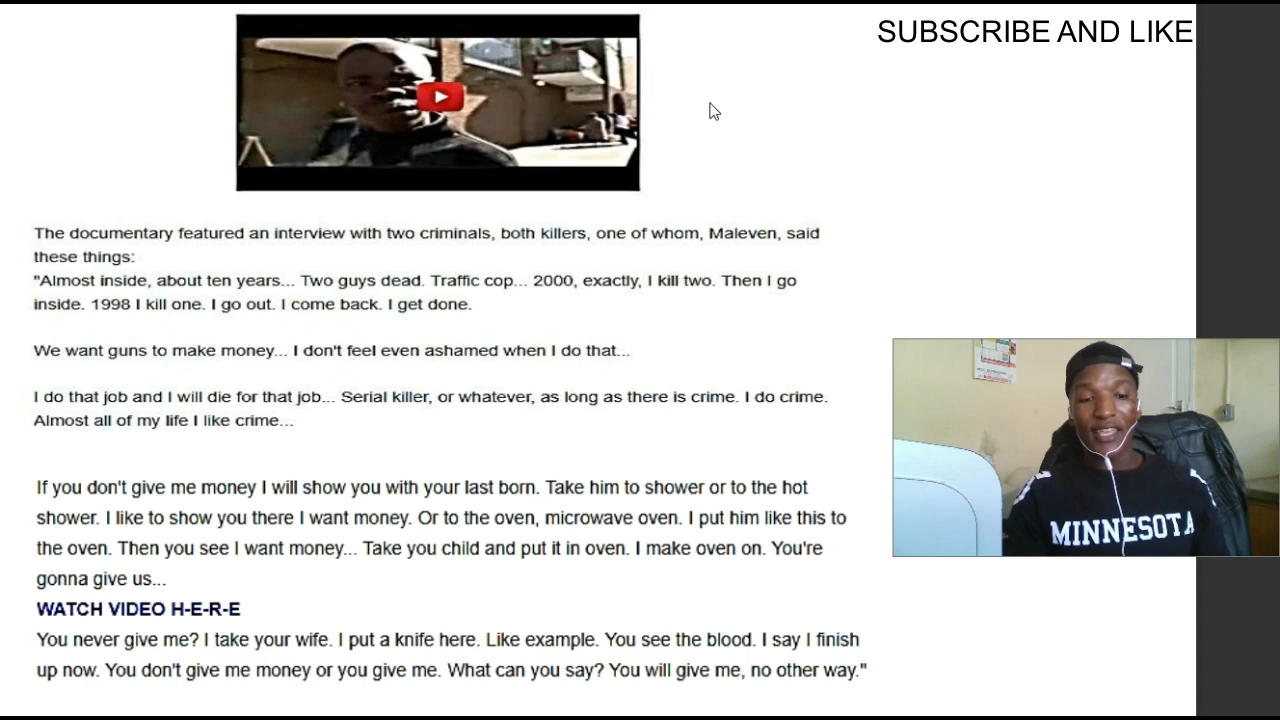 SUBSCRIBE AND LIKE
The documentary featured an interview with two criminals, both killers, one of whom, Maleven, said
these things:
"Almost inside, about ten years... Two guys dead. Traffic cop... 2000, exactly, I kill two. Then I go
inside. 1998 I kill one. I go out. I come back. I get done.
We want guns to make money... I don't feel even ashamed when I do that...
I do that job and I will die for that job... Serial killer, or whatever, as long as there is crime. I do crime.
Almost all of my life I like crime...
If you don't give me money I will show you with your last born. Take him to shower or to the hot
shower. I like to show you there I want money. Or to the oven, microwave oven. I put him like this to
the oven. Then you see I want money... Take you child and put it in oven. I make oven on. You're
gonna give us...
WATCH VIDEO H-E-R-E
You never give me? I take your wife. I put a knife here. Like example. You see the blood. I say I finish
up now. You don't give me money or you give me. What can you say? You will give me, no other way."
MINNESOTA